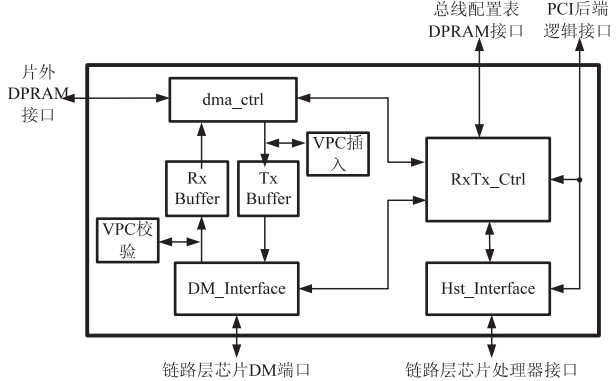 总线配置表
DPRAM接口
PCI后端
逻辑接口
片外
DPRAM
接口
dma_ctrl
VPC插
入
Rx
Buffer
Tx
Buffer
RxTx_Ctrl
VPC校
验
DM_Interface
Hst_Interface
链路层芯片DM端口
链路层芯片处理器接口